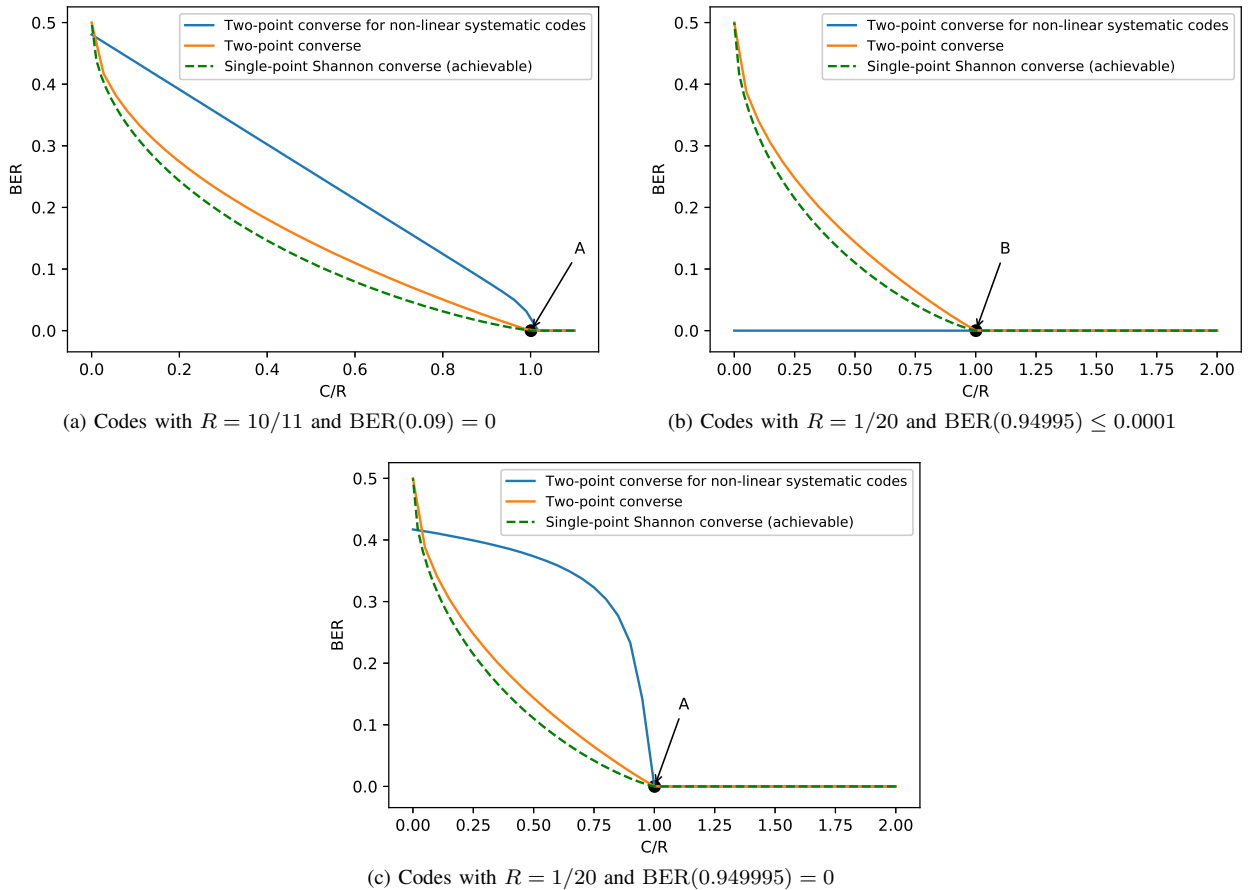 Two-point converse for non-linear systematic codes
Two-point converse
Single-point Shannon converse (achievable)
A
BER
0.5
0.4
0.3
0.2
0.1
0.0
0.0 0.2 0.4 0.6 0.8 1.0
C/R
(a) Codes with R = 10/11 and BER(0.09) = 0
Two-point converse for non-linear systematic codes
Two-point converse
Single-point Shannon converse (achievable)
B
BER
0.5
0.4
0.3
0.2
0.1
0.0
0.00 0.25 0.50 0.75 1.00 1.25 1.50 1.75 2.00
C/R
(b) Codes with R = 1/20 and BER(0.94995) ≤ 0.0001
Two-point converse for non-linear systematic codes
Two-point converse
Single-point Shannon converse (achievable)
A
BER
0.5
0.4
0.3
0.2
0.1
0.0
0.00 0.25 0.50 0.75 1.00 1.25 1.50 1.75 2.00
C/R
(c) Codes with R = 1/20 and BER(0.949995) = 0